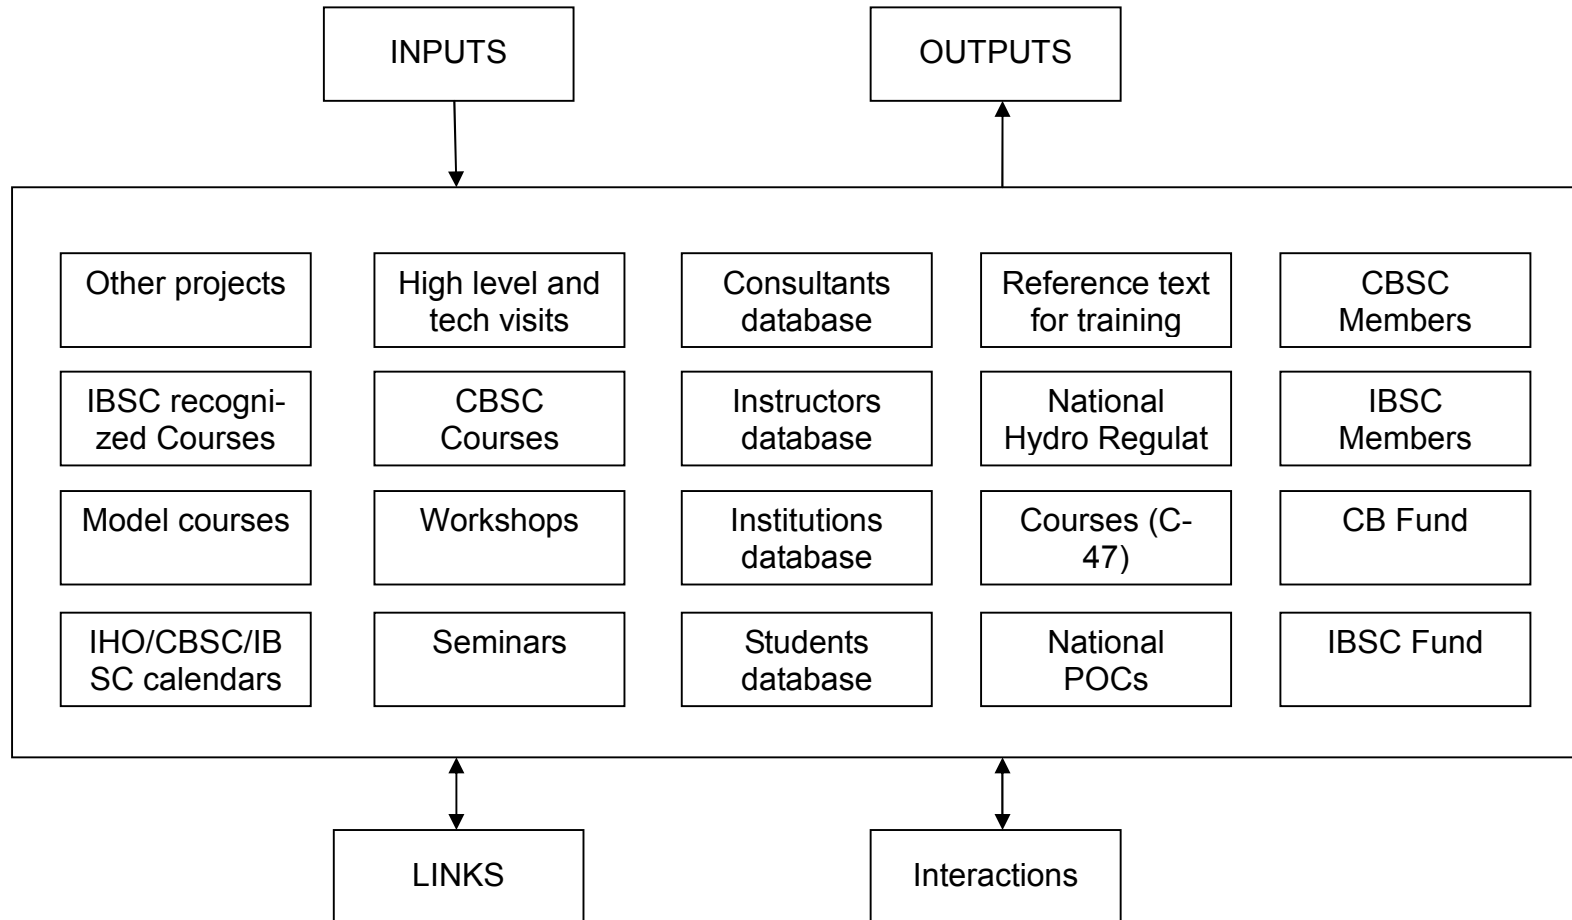 INPUTS
OUTPUTS
Other projects
High level and
tech visits
Consultants
database
Reference text
for training
CBSC
Members
IBSC recogni-
zed Courses
CBSC
Courses
Instructors
database
National
Hydro Regulat
IBSC
Members
Model courses
Workshops
Institutions
database
Courses (C-
47)
CB Fund
IHO/CBSC/IB
SC calendars
Seminars
Students
database
National
POCs
IBSC Fund
LINKS
Interactions